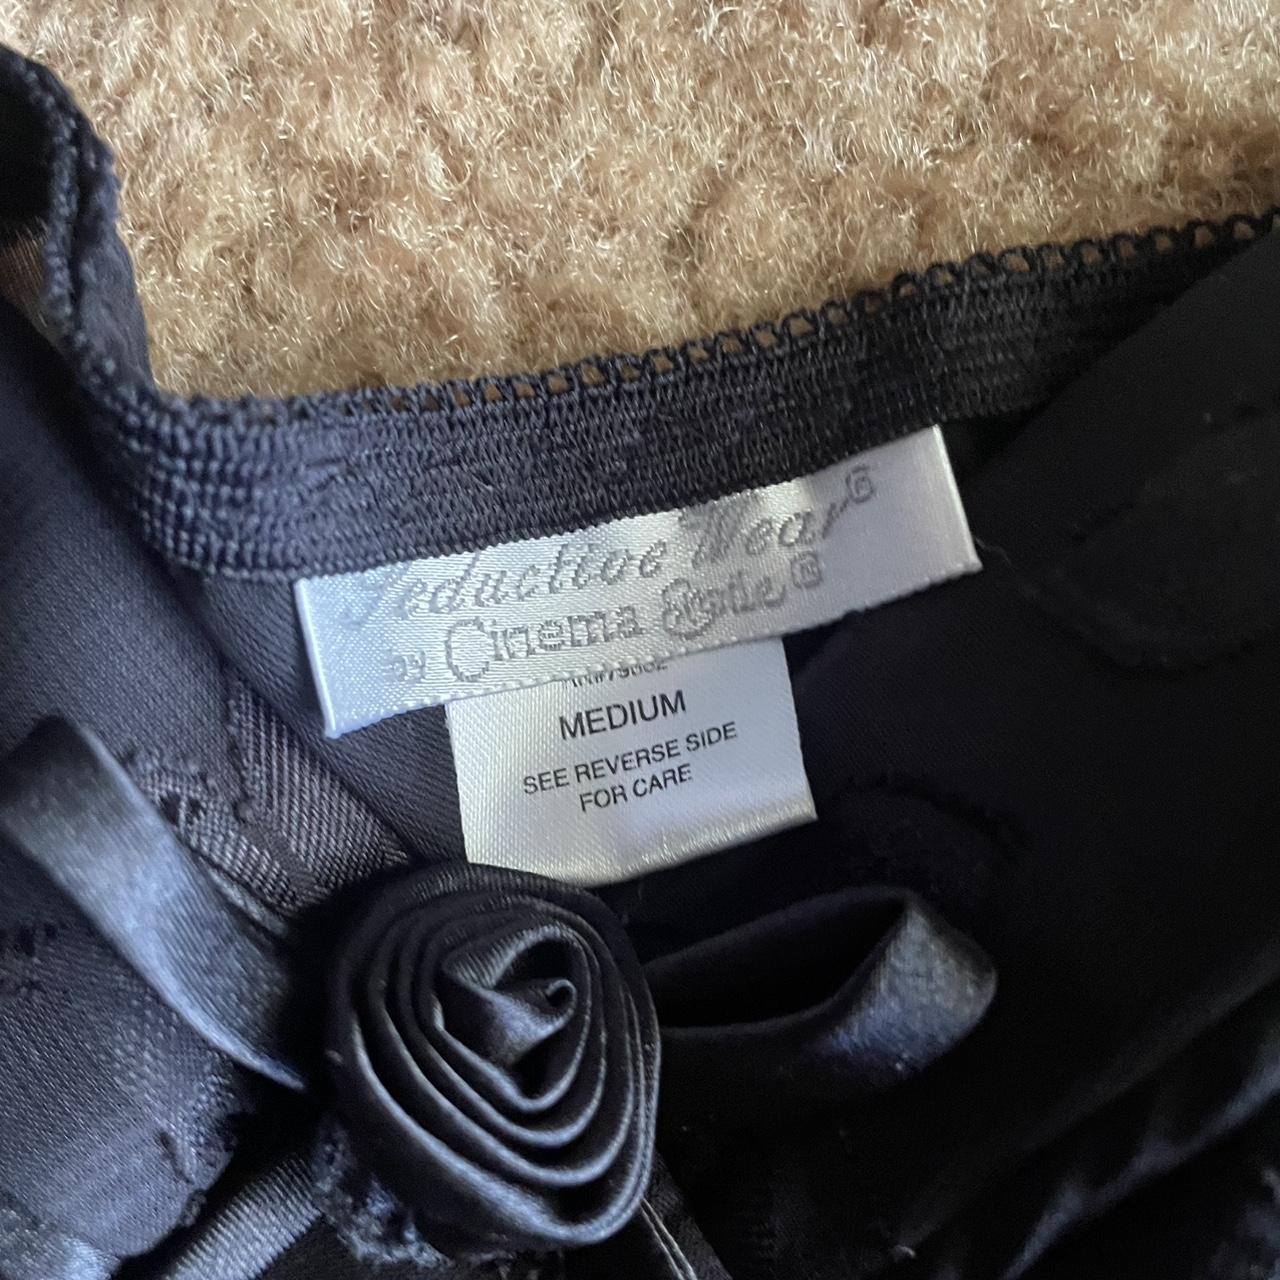 Seductive Wear®
by Cinema Etoile®
MEDIUM
SEE REVERSE SIDE
FOR CARE